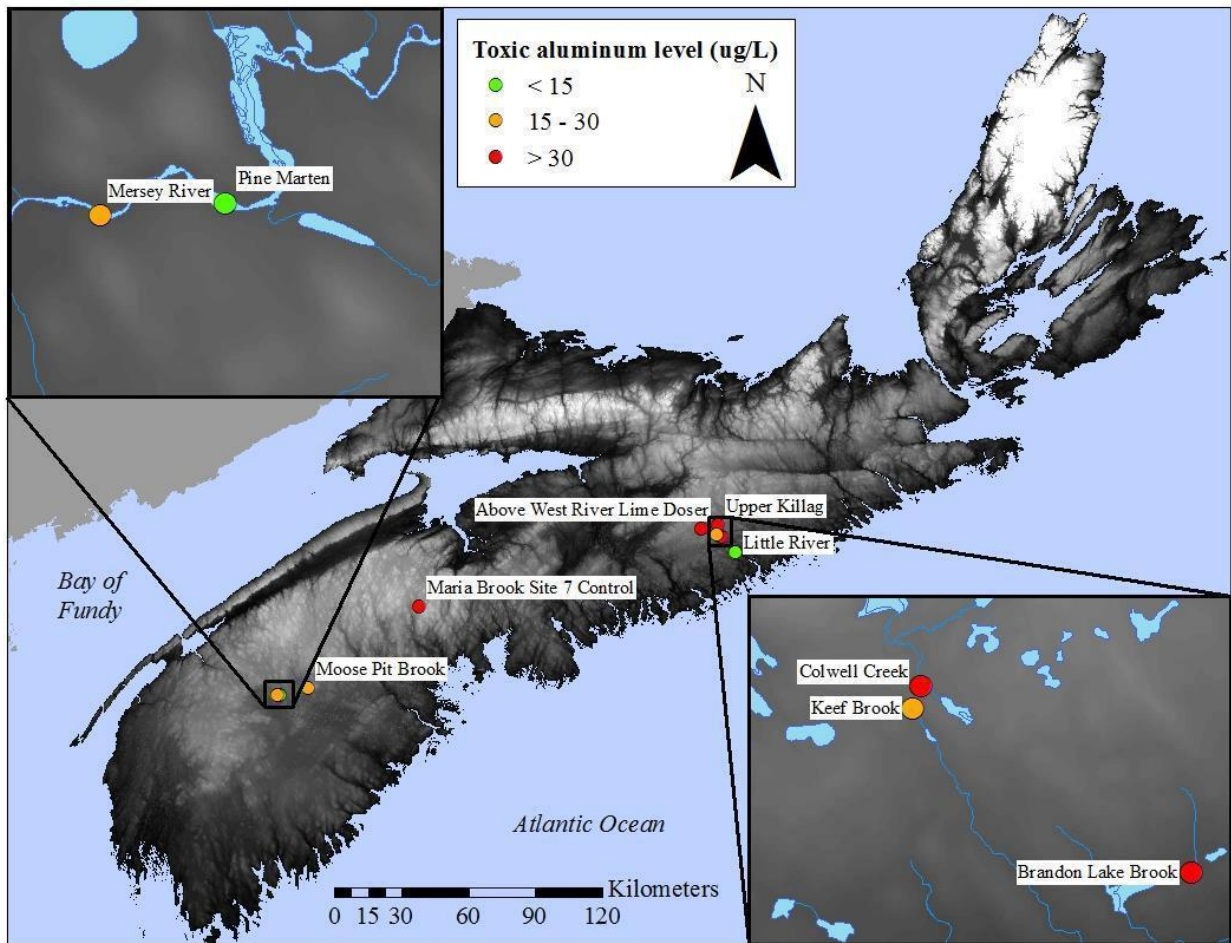 Toxic aluminum level (ug/L)
< 15
15 - 30
> 30
N
Pine Marten
Mersey River
Above West River Lime Doser
Upper Killag
Little River
Bay of
Fundy
Maria Brook Site 7 Control
Moose Pit Brook
Colwell Creek
Keef Brook
Brandon Lake Brook
Atlantic Ocean
Kilometers
0 15 30 60 90 120